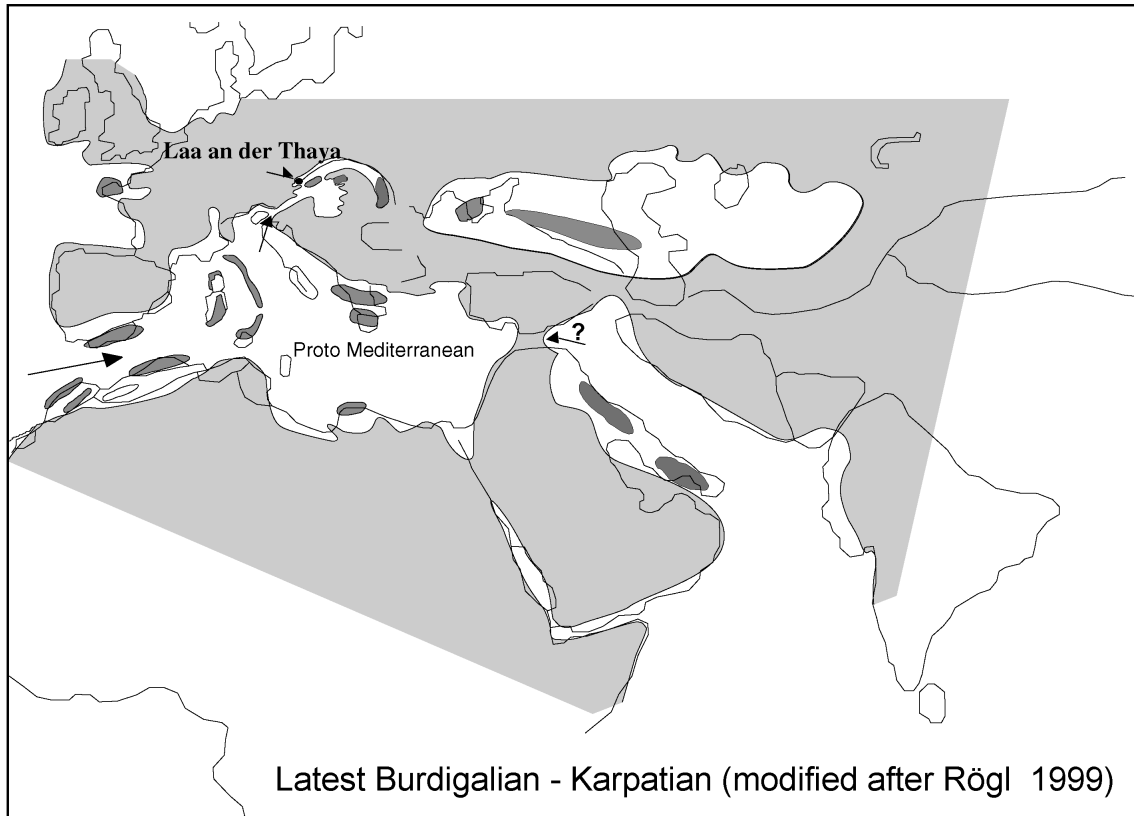 Laa an der Thaya
?
Proto Mediterranean
Latest Burdigalian - Karpatian (modified after Rögl 1999)